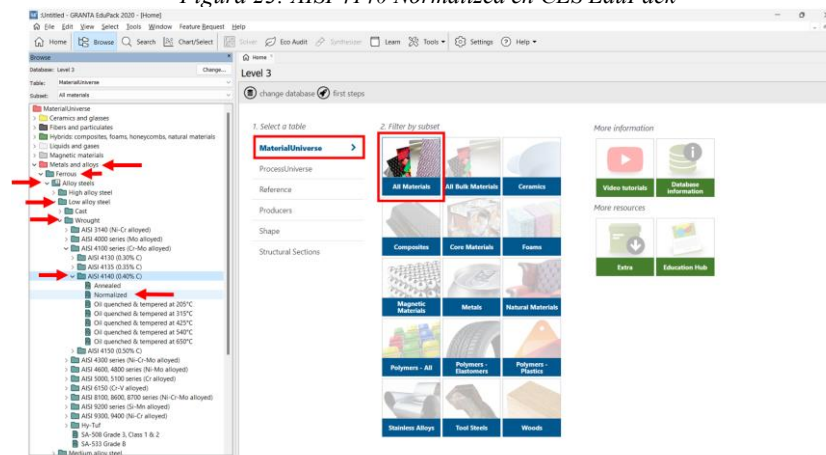 Figura 23: AISI 4140 Normalized en CES EduPack
:Untitled - GRANTA EduPack 2020 - [Home]
File Edit View Select Tools Window Feature Request Help
Home Browse Search Chart/Select Solver Eco Audit Synthesizer Learn Tools Settings Help
Browse
Home
Database: Level 3 Change...
Level 3
Table: MaterialUniverse
Subset: All materials
change database first steps
MaterialUniverse
Ceramics and glasses
Fibers and particulates
Hybrids: composites, foams, honeycombs, natural materials
Liquids and gases
Magnetic materials
Metals and alloys
Ferrous
Alloy steels
High alloy steel
Low alloy steel
Cast
Wrought
AISI 3140 (Ni-Cr alloyed)
AISI 4000 series (Mo alloyed)
AISI 4100 series (Cr-Mo alloyed)
AISI 4130 (0.30% C)
AISI 4135 (0.35% C)
AISI 4140 (0.40% C)
Annealed
Normalized
Oil quenched & tempered at 205°C
Oil quenched & tempered at 315°C
Oil quenched & tempered at 425°C
Oil quenched & tempered at 540°C
Oil quenched & tempered at 650°C
AISI 4150 (0.50% C)
AISI 4300 series (Ni-Cr-Mo alloyed)
AISI 4600, 4800 series (Ni-Mo alloyed)
AISI 5000, 5100 series (Cr alloyed)
AISI 6150 (Cr-V alloyed)
AISI 8100, 8600, 8700 series (Ni-Cr-Mo alloyed)
AISI 9200 series (Si-Mn alloyed)
AISI 9300, 9400 (Ni-Cr alloyed)
Hy-Tuf
SA-508 Grade 3, Class 1 & 2
SA-533 Grade B
Medium alloy steel
1. Select a table
MaterialUniverse
ProcessUniverse
Reference
Producers
Shape
Structural Sections
2. Filter by subset
All Materials All Bulk Materials Ceramics
Composites Core Materials Foams
Magnetic Materials Metals Natural Materials
Polymers - All Polymers - Elastomers Polymers - Plastics
Stainless Alloys Tool Steels Woods
More information
Video tutorials Database Information
More resources
Extra Education Hub